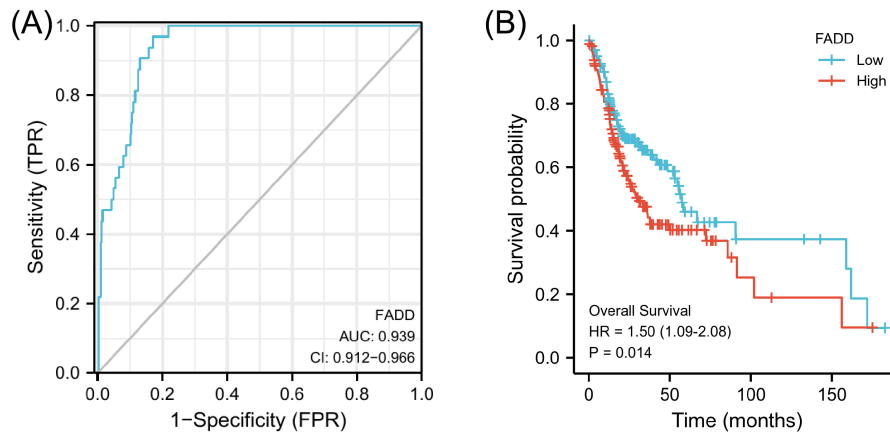 (A)
1.0
0.8
0.6
0.4
0.2
0.0
Sensitivity (TPR)
FADD
AUC: 0.939
CI: 0.912−0.966
0.0 0.2 0.4 0.6 0.8 1.0
1−Specificity (FPR)
(B)
1.0
0.8
0.6
0.4
0.2
0.0
Survival probability
FADD
Low
High
Overall Survival
HR = 1.50 (1.09-2.08)
P = 0.014
0 50 100 150
Time (months)